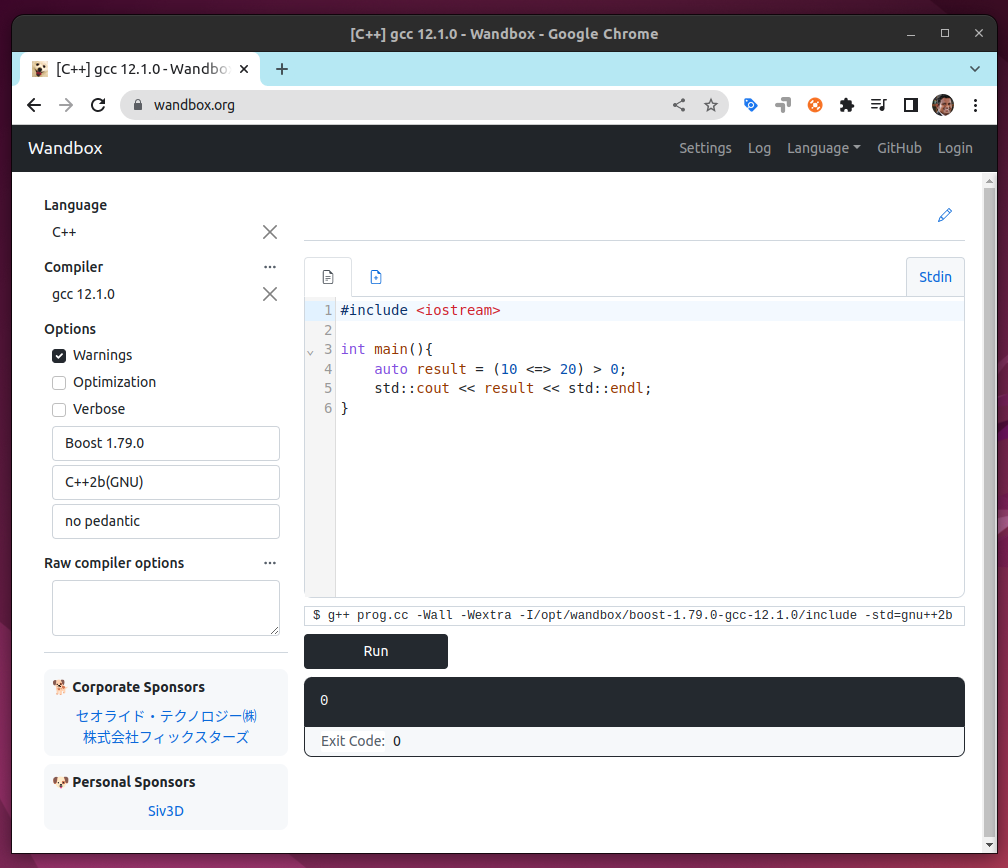 [C++] gcc 12.1.0 - Wandbox - Google Chrome
[C++] gcc 12.1.0 - Wandbo
wandbox.org
Wandbox
Settings Log Language GitHub Login
Language
C++
Compiler ...
gcc 12.1.0
Options
Warnings
Optimization
Verbose
Boost 1.79.0
C++2b(GNU)
no pedantic
Raw compiler options ...
Corporate Sponsors
セオライド・テクノロジー㈱
株式会社フィックスターズ
Personal Sponsors
Siv3D
Stdin
1 #include <iostream>
2
3 int main(){
4     auto result = (10 <=> 20) > 0;
5     std::cout << result << std::endl;
6 }
$ g++ prog.cc -Wall -Wextra -I/opt/wandbox/boost-1.79.0-gcc-12.1.0/include -std=gnu++2b
Run
0
Exit Code: 0